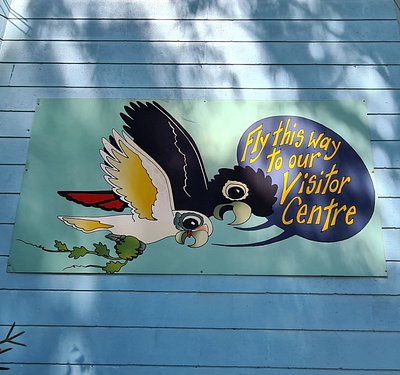 Fly this way
to our
Visitor
Centre